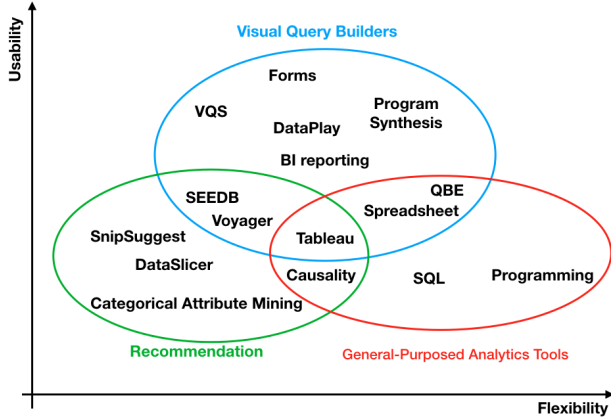 Usability
Visual Query Builders
Forms
VQS
Program
Synthesis
DataPlay
BI reporting
QBE
SEEDB
Spreadsheet
Voyager
SnipSuggest
Tableau
DataSlicer
Causality
SQL
Programming
Categorical Attribute Mining
Recommendation
General-Purposed Analytics Tools
Flexibility